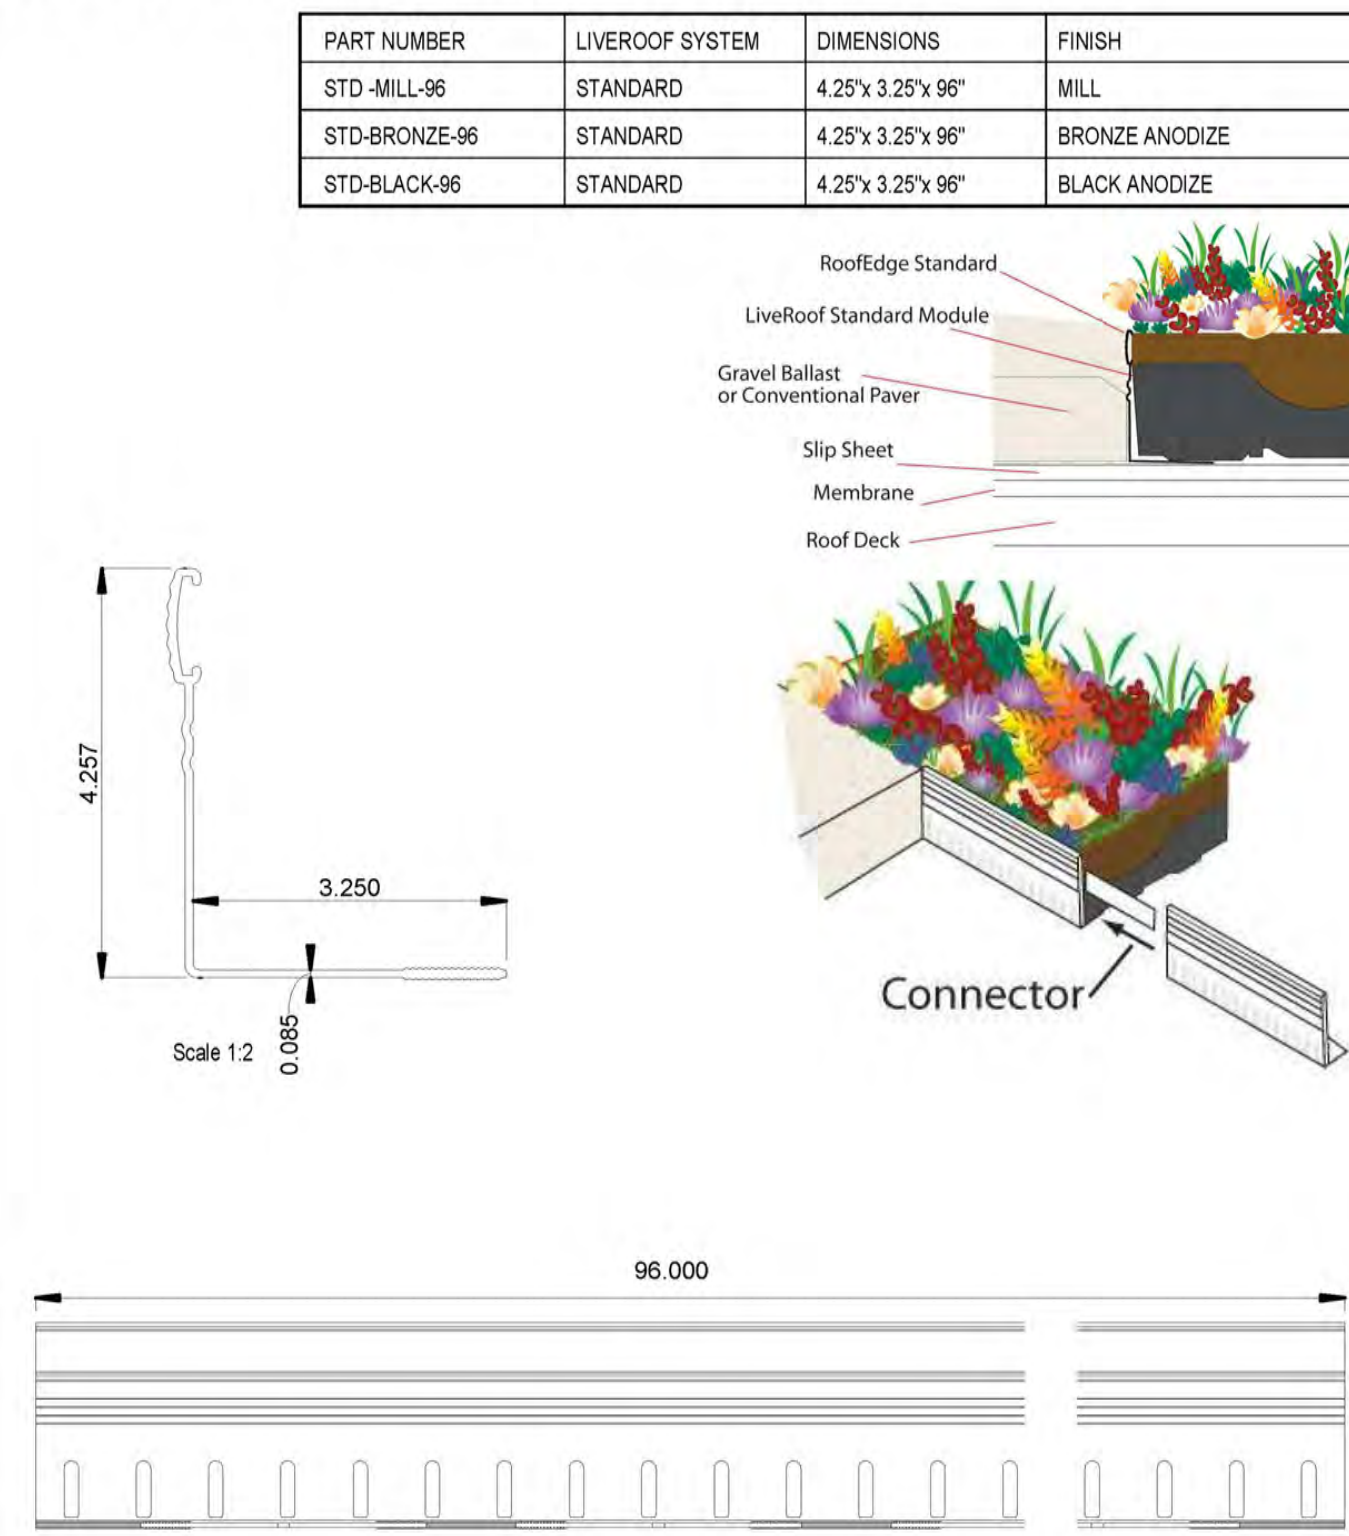 PART NUMBER LIVEROOF SYSTEM DIMENSIONS FINISH
STD -MILL-96 STANDARD 4.25"x 3.25"x 96" MILL
STD-BRONZE-96 STANDARD 4.25"x 3.25"x 96" BRONZE ANODIZE
STD-BLACK-96 STANDARD 4.25"x 3.25"x 96" BLACK ANODIZE
RoofEdge Standard
LiveRoof Standard Module
Gravel Ballast
or Conventional Paver
Slip Sheet
Membrane
Roof Deck
4.257
3.250
0.085
Scale 1:2
Connector
96.000